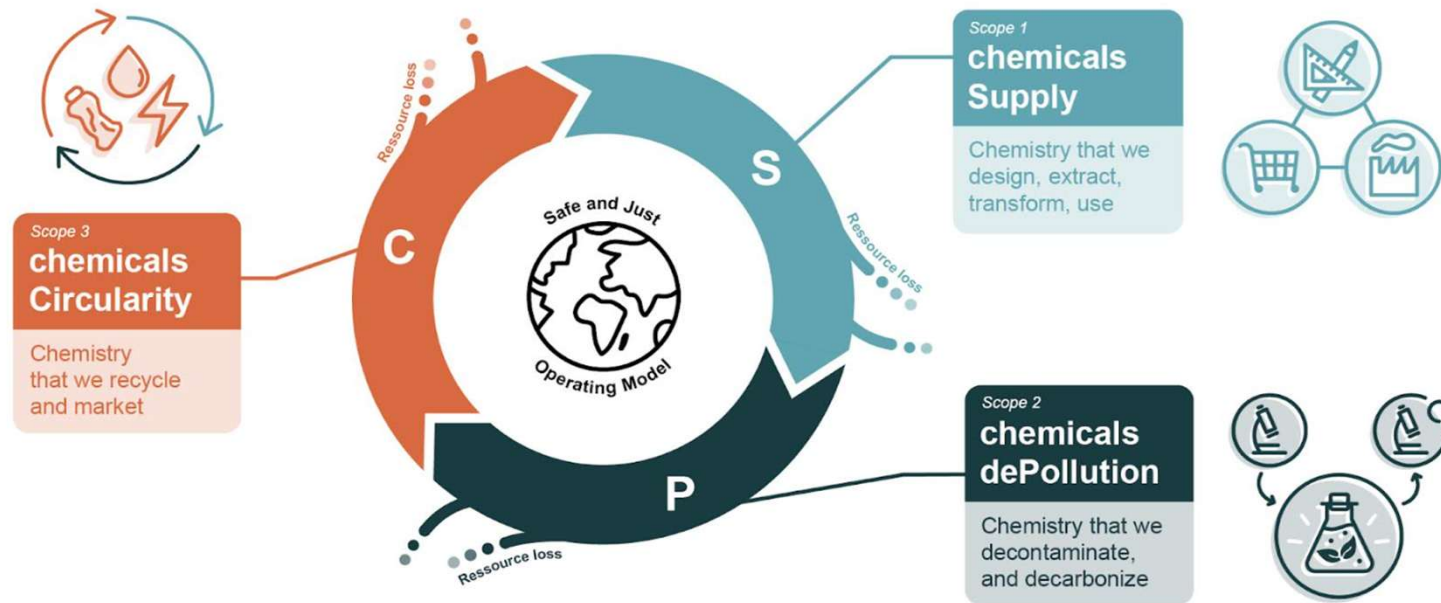 Scope 1
chemicals
Supply
Chemistry that we
design, extract,
transform, use
S
Ressource loss
Scope 2
chemicals
dePollution
Chemistry that we
decontaminate,
and decarbonize
P
Ressource loss
Scope 3
chemicals
Circularity
Chemistry
that we recycle
and market
C
Ressource loss
Safe and Just
Operating Model